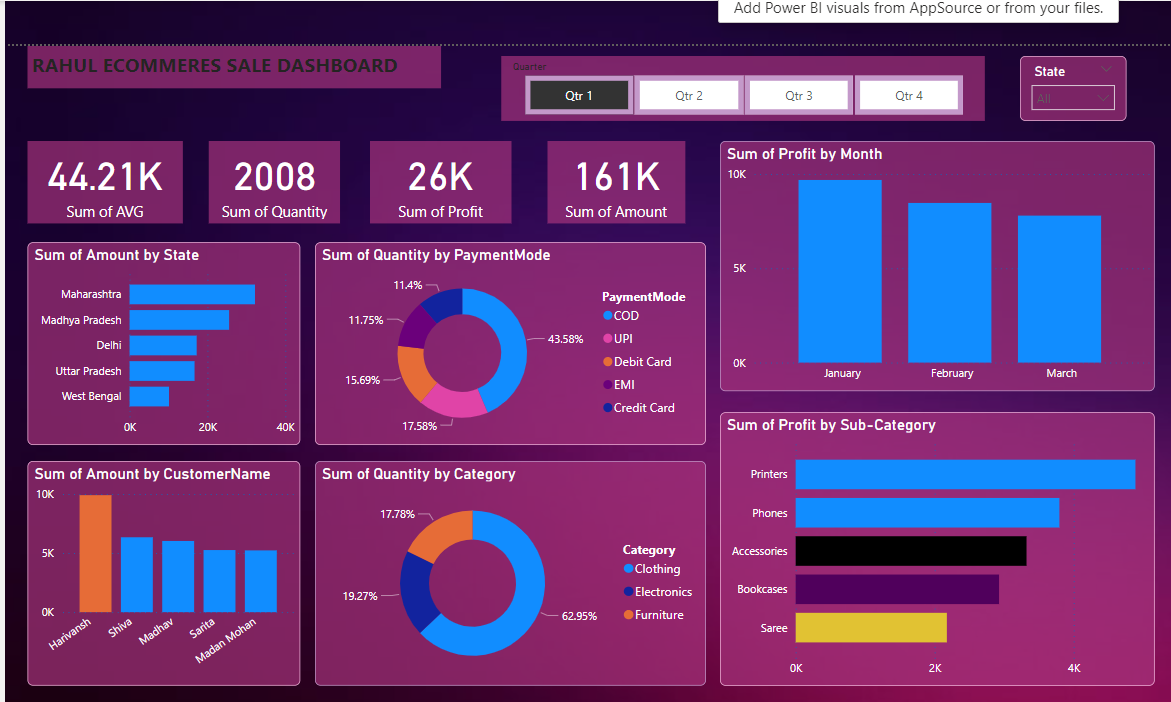 Add Power BI visuals from AppSource or from your files.
RAHUL ECOMMERES SALE DASHBOARD
Quarter
Qtr 1
Qtr 2
Qtr 3
Qtr 4
State
All
44.21K
Sum of AVG
2008
Sum of Quantity
26K
Sum of Profit
161K
Sum of Amount
Sum of Profit by Month
10K
5K
0K
January
February
March
Sum of Amount by State
Maharashtra
Madhya Pradesh
Delhi
Uttar Pradesh
West Bengal
0K
20K
40K
Sum of Quantity by PaymentMode
11.4%
11.75%
15.69%
17.58%
43.58%
PaymentMode
COD
UPI
Debit Card
EMI
Credit Card
Sum of Profit by Sub-Category
Printers
Phones
Accessories
Bookcases
Saree
0K
2K
4K
Sum of Amount by CustomerName
10K
5K
0K
Harivansh
Shiva
Madhav
Sarita
Madan Mohan
Sum of Quantity by Category
17.78%
19.27%
62.95%
Category
Clothing
Electronics
Furniture